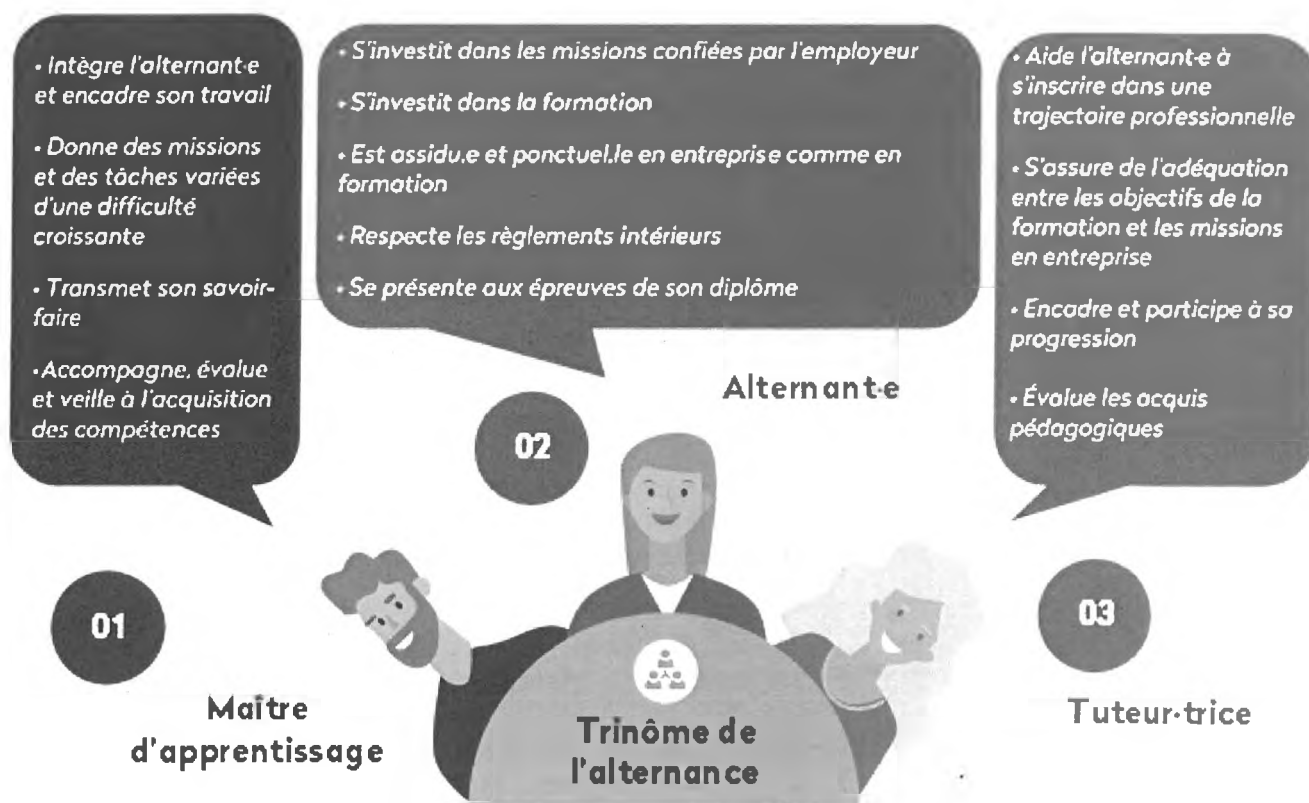 • Intègre l'alternant·e
et encadre son travail
• Donne des missions
et des tâches variées
d'une difficulté
croissante
• Transmet son savoir-
faire
• Accompagne, évalue
et veille à l'acquisition
des compétences
01
Maître
d'apprentissage
• S'investit dans les missions confiées par l'employeur
• S'investit dans la formation
• Est assidu.e et ponctuel.le en entreprise comme en
formation
• Respecte les règlements intérieurs
• Se présente aux épreuves de son diplôme
02
Alternant·e
• Aide l'alternant·e à
s'inscrire dans une
trajectoire professionnelle
• S'assure de l'adéquation
entre les objectifs de la
formation et les missions
en entreprise
• Encadre et participe à sa
progression
• Évalue les acquis
pédagogiques
03
Tuteur·trice
Trinôme de
l'alternance